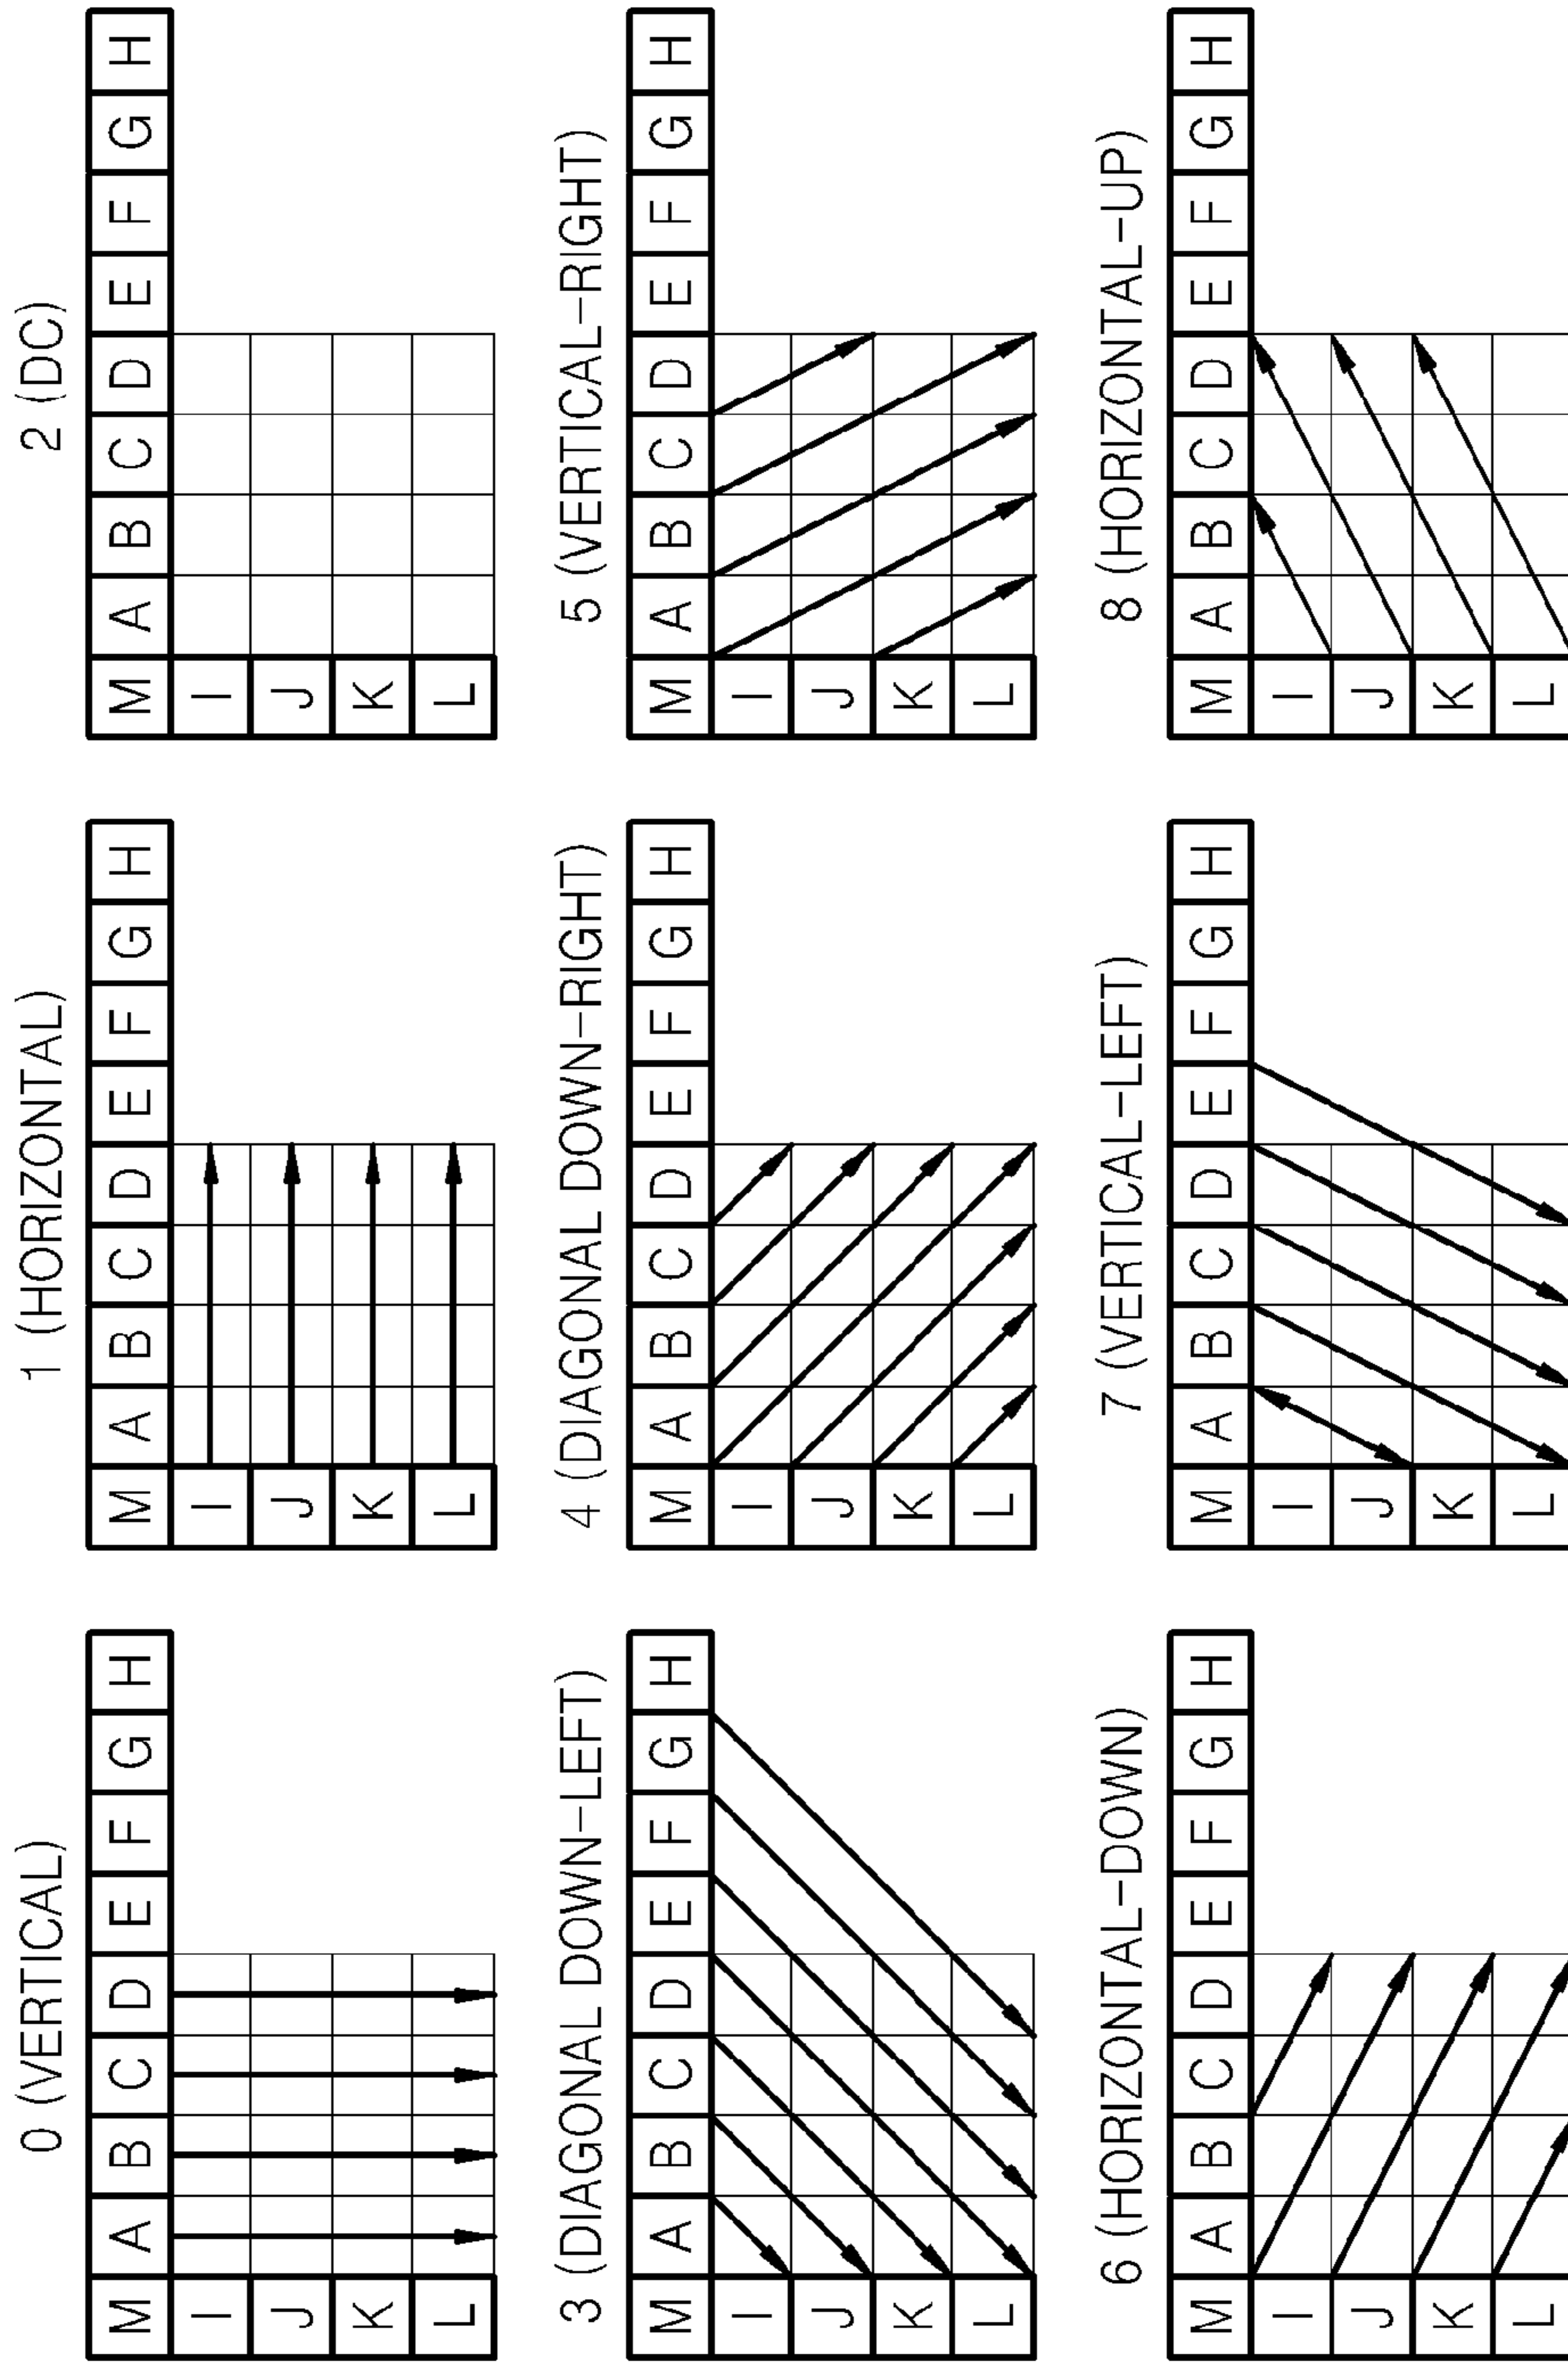 0 (VERTICAL)
M A B C D E F G H
I
J
K
L
1 (HORIZONTAL)
M A B C D E F G H
I
J
K
L
2 (DC)
M A B C D E F G H
I
J
K
L
3 (DIAGONAL DOWN-LEFT)
M A B C D E F G H
I
J
K
L
4 (DIAGONAL DOWN-RIGHT)
M A B C D E F G H
I
J
K
L
5 (VERTICAL-RIGHT)
M A B C D E F G H
I
J
K
L
6 (HORIZONTAL-DOWN)
M A B C D E F G H
I
J
K
L
7 (VERTICAL-LEFT)
M A B C D E F G H
I
J
K
L
8 (HORIZONTAL-UP)
M A B C D E F G H
I
J
K
L